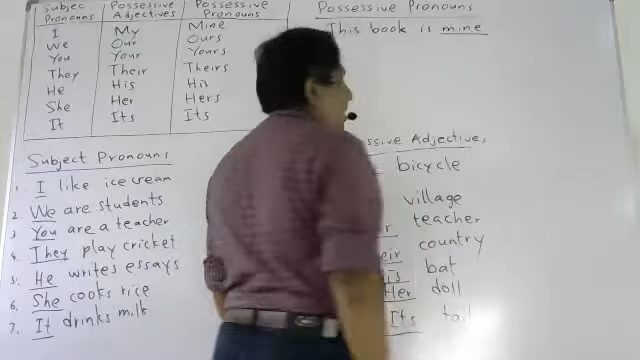 Subjec Possessive Possessive
Pronouns Adjectives Pronouns
I My Mine
We Our Ours
You Your Yours
They Their Theirs
He His His
She Her Hers
It Its Its
Subject Pronouns
1. I like ice cream
2. We are students
3. You are a teacher
4. They play cricket
5. He writes essays
6. She cooks rice
7. It drinks milk
Possessive Pronouns
This book is mine
Adjective,
bicycle
village
teacher
country
bat
Her doll
Its